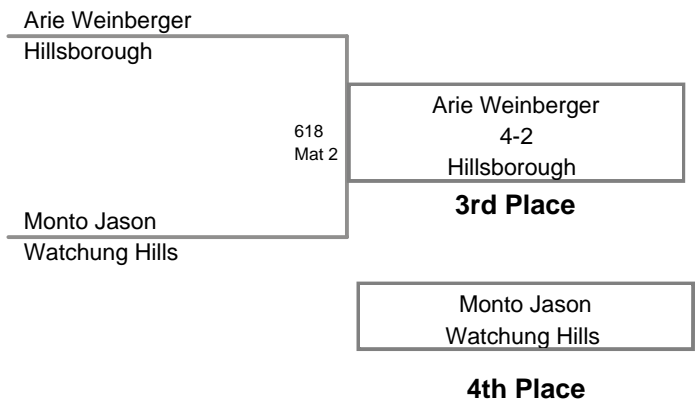 Arie Weinberger
Hillsborough
618
Mat 2
Monto Jason
Watchung Hills
Arie Weinberger
4-2
Hillsborough
3rd Place
Monto Jason
Watchung Hills
4th Place